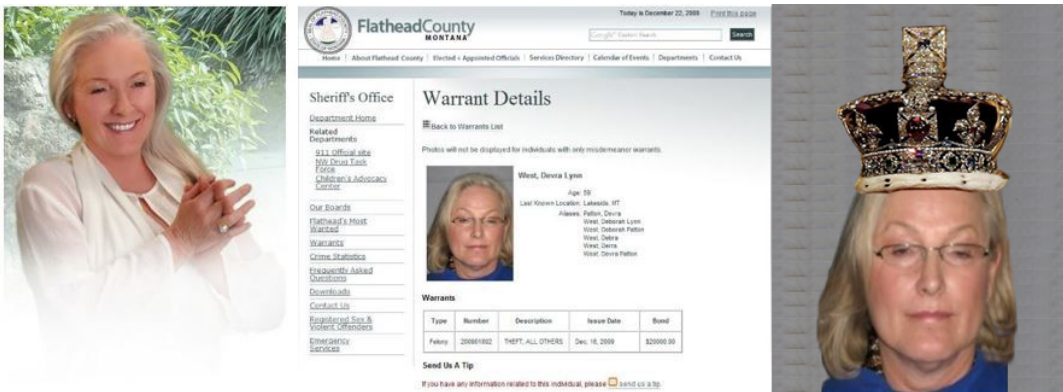 Today is December 22, 2009 Print this page
FlatheadCounty
MONTANA
Search
Home | About Flathead County | Elected & Appointed Officials | Services Directory | Calendar of Events | Departments | Contact Us
Sheriff's Office
Department Home
Related
Departments
911 Official site
NW Drug Task
Force
Children's Advocacy
Center
Our Boards
Flathead's Most
Wanted
Warrants
Crime Statistics
Frequently Asked
Questions
Downloads
Contact Us
Registered Sex &
Violent Offenders
Emergency
Services
Warrant Details
Back to Warrants List
Photos will not be displayed for individuals with only misdemeanor warrants.
West, Devra Lynn
Age: 59
Last Known Location: Lakeside, MT
Aliases: Patton, Devra
West, Deborah Lynn
West, Deborah Patton
West, Debra
West, Devra Patton
Warrants
Type Number Description Issue Date Bond
Felony THEFT, ALL OTHERS Dec. 18, 2009 $20000.00
Send Us A Tip
If you have any information related to this individual, please send us a tip.